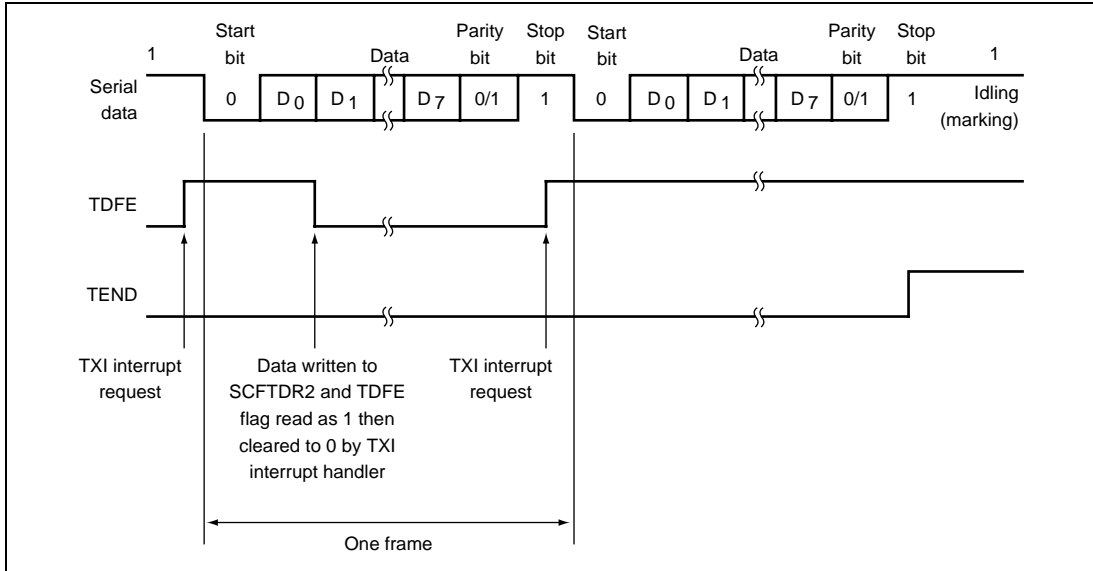 Start Parity Stop Start Parity Stop
1 bit Data bit bit bit Data bit bit 1
Serial data 0 D0 D1 D7 0/1 1 0 D0 D1 D7 0/1 1 Idling (marking)
TDFE
TEND
TXI interrupt request
Data written to
SCFTDR2 and TDFE
flag read as 1 then
cleared to 0 by TXI
interrupt handler
TXI interrupt request
One frame